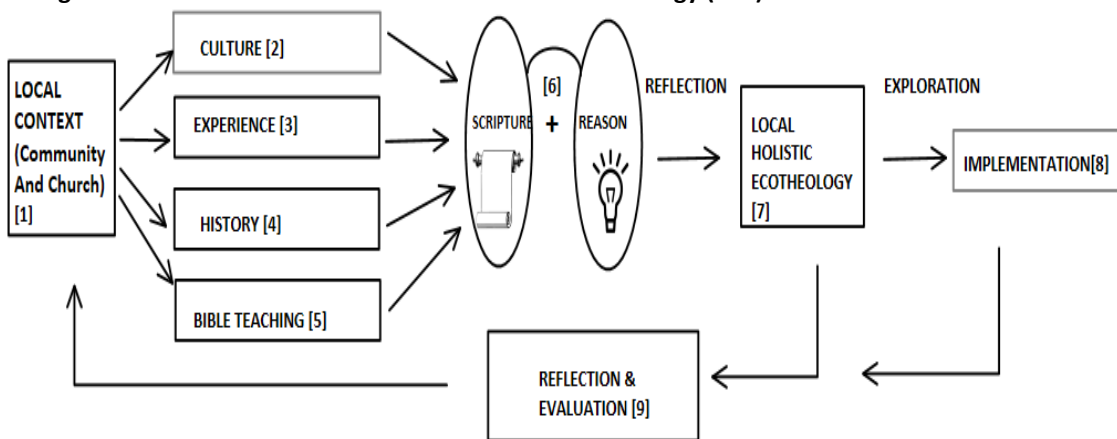 LOCAL
CONTEXT
(Community
And Church)
[1]
CULTURE [2]
EXPERIENCE [3]
HISTORY [4]
BIBLE TEACHING [5]
SCRIPTURE
[6]
+
REASON
REFLECTION
LOCAL
HOLISTIC
ECOTHEOLOGY
[7]
EXPLORATION
IMPLEMENTATION[8]
REFLECTION &
EVALUATION [9]